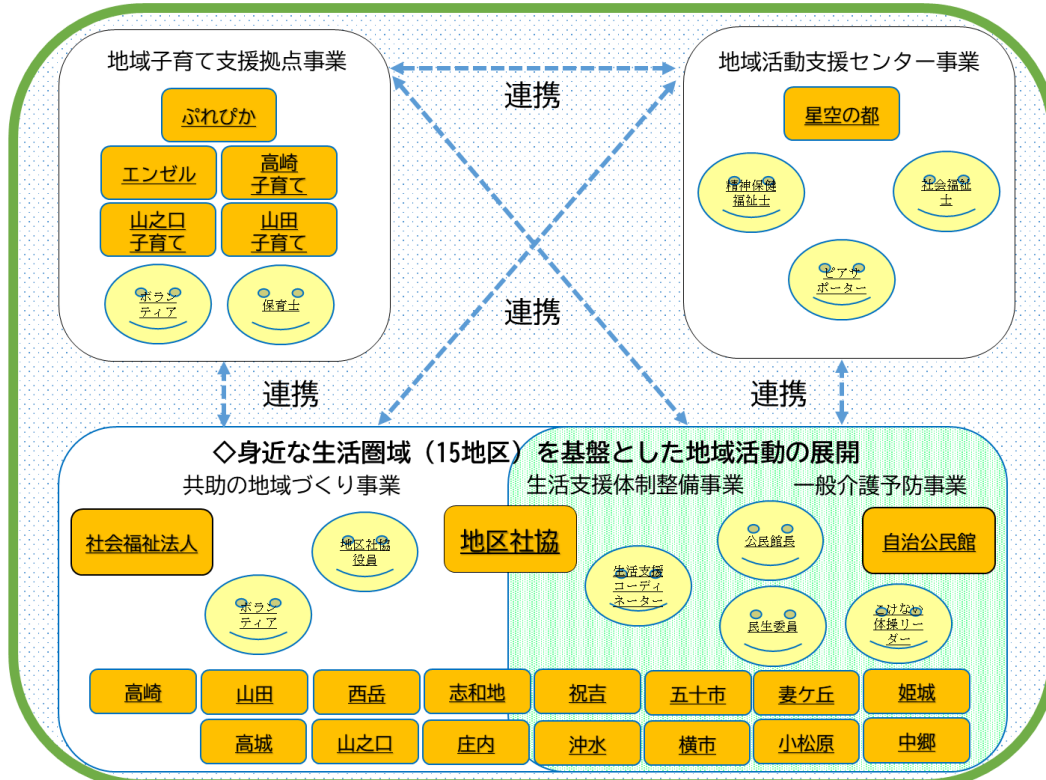 地域子育て支援拠点事業
ぷれぴか
エンゼル
高崎
子育て
山之口
子育て
山田
子育て
ボラン
ティア
保育士
連携
地域活動支援センター事業
星空の都
精神保健
福祉士
社会福祉
士
ピアサ
ポーター
連携
連携
連携
◇身近な生活圏域（15地区）を基盤とした地域活動の展開
共助の地域づくり事業
生活支援体制整備事業
一般介護予防事業
社会福祉法人
地区社協
役員
ボラン
ティア
地区社協
生活支援
コーディ
ネーター
公民館長
民生委員
自治公民館
こけない
体操リー
ダー
高崎
山田
西岳
志和地
祝吉
五十市
妻ケ丘
姫城
高城
山之口
庄内
沖水
横市
小松原
中郷